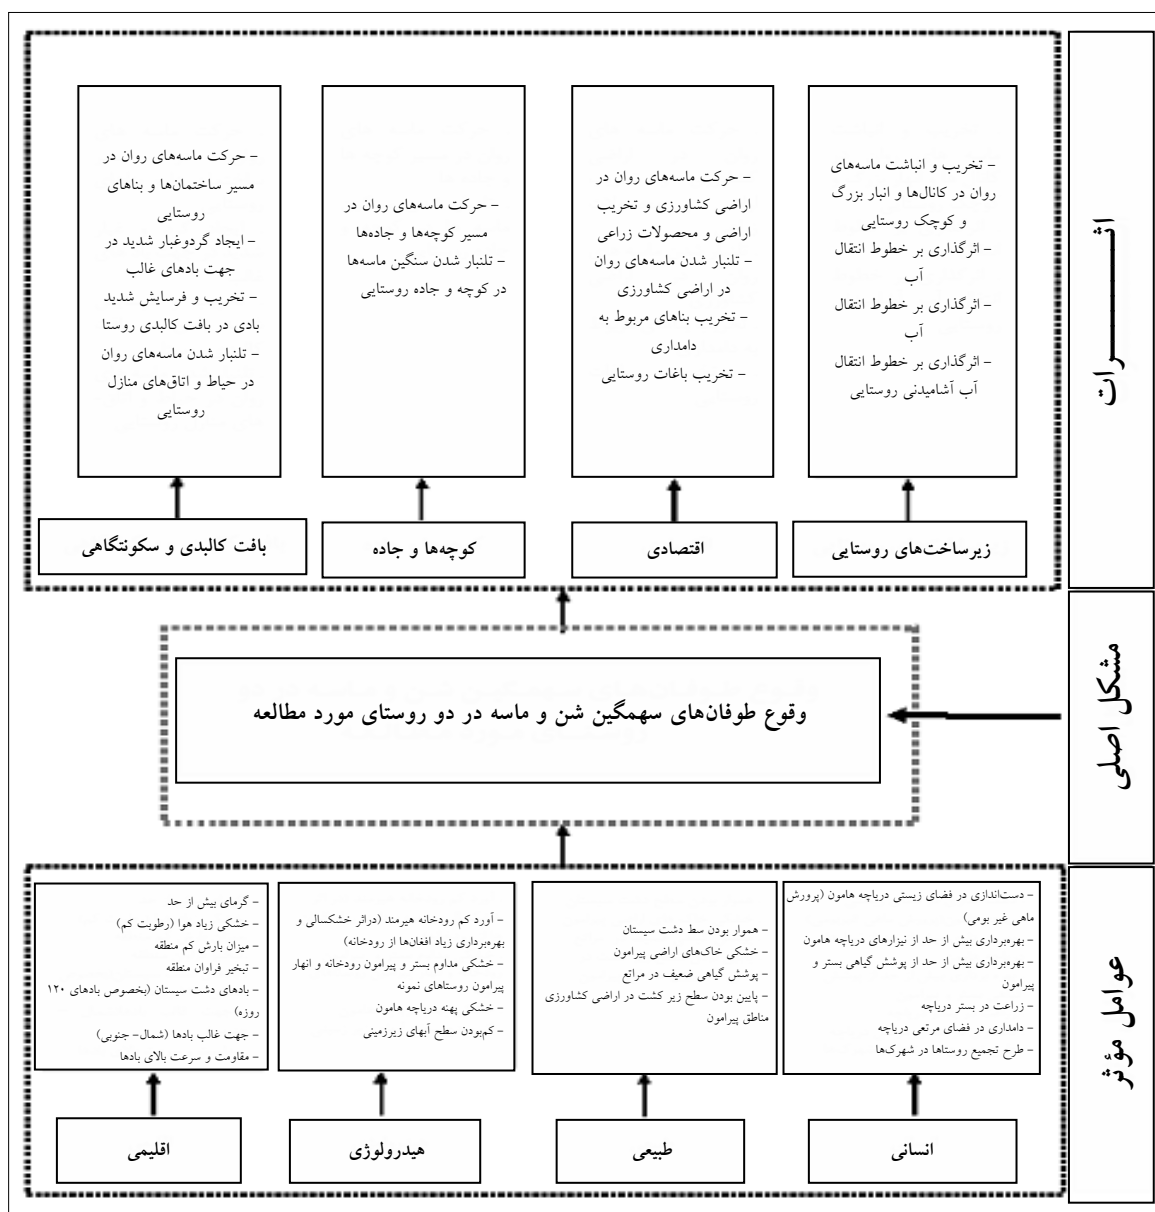 اثـــــــرات
- تخریب و انباشت ماسه‌های
روان در کانال‌ها و انبار بزرگ
و کوچک روستایی
- اثرگذاری بر خطوط انتقال
آب
- اثرگذاری بر خطوط انتقال
آب
- اثرگذاری بر خطوط انتقال
آب آشامیدنی روستایی
- حرکت ماسه‌های روان در
اراضی کشاورزی و تخریب
اراضی و محصولات زراعی
- تلنبار شدن ماسه‌های روان
در اراضی کشاورزی
- تخریب بناهای مربوط به
دامداری
- تخریب باغات روستایی
- حرکت ماسه‌های روان در
مسیر کوچه‌ها و جاده‌ها
- تلنبار شدن سنگین ماسه‌ها
در کوچه و جاده روستایی
- حرکت ماسه‌های روان در
مسیر ساختمان‌ها و بناهای
روستایی
- ایجاد گردوغبار شدید در
جهت بادهای غالب
- تخریب و فرسایش شدید
بادی در بافت کالبدی روستا
- تلنبار شدن ماسه‌های روان
در حیاط و اتاق‌های منازل
روستایی
زیرساخت‌های روستایی
اقتصادی
کوچه‌ها و جاده
بافت کالبدی و سکونتگاهی
مشکل اصلی
وقوع طوفان‌های سهمگین شن و ماسه در دو روستای مورد مطالعه
عوامل مؤثر
- دست‌اندازی در فضای زیستی دریاچه هامون (پرورش
ماهی غیر بومی)
- بهره‌برداری بیش از حد از نیزارهای دریاچه هامون
- بهره‌برداری بیش از حد از پوشش گیاهی بستر و
پیرامون
- زراعت در بستر دریاچه
- دامداری در فضای مرتعی دریاچه
- طرح تجمیع روستاها در شهرک‌ها
- هموار بودن سط دشت سیستان
- خشکی خاک‌های اراضی پیرامون
- پوشش گیاهی ضعیف در مراتع
- پایین بودن سطح زیر کشت در اراضی کشاورزی
مناطق پیرامون
- آورد کم رودخانه هیرمند (دراثر خشکسالی و
بهره‌برداری زیاد افغان‌ها از رودخانه)
- خشکی مداوم بستر و پیرامون رودخانه و انهار
پیرامون روستاهای نمونه
- خشکی پهنه دریاچه هامون
- کم‌بودن سطح آبهای زیرزمینی
- گرمای بیش از حد
- خشکی زیاد هوا (رطوبت کم)
- میزان بارش کم منطقه
- تبخیر فراوان منطقه
- بادهای دشت سیستان (بخصوص بادهای ۱۲۰
روزه)
- جهت غالب بادها (شمال- جنوبی)
- مقاومت و سرعت بالای بادها
انسانی
طبیعی
هیدرولوژی
اقلیمی